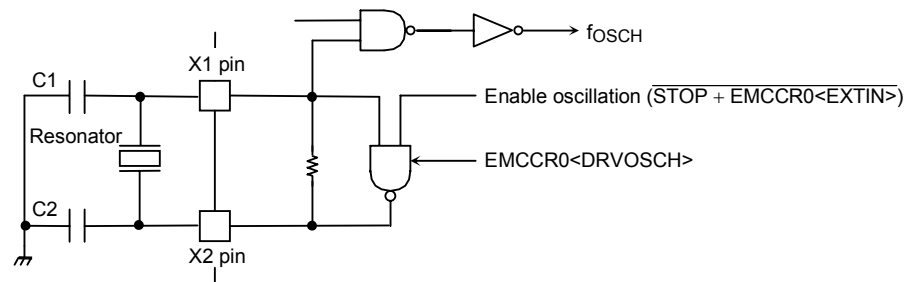 fOSCH
X1 pin
C1
Enable oscillation (STOP + EMCCR0<EXTIN>)
Resonator
EMCCR0<DRVOSCH>
C2
X2 pin